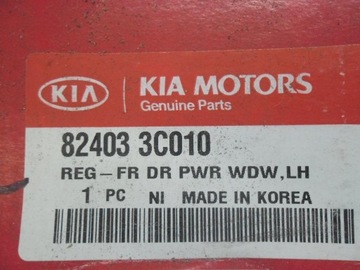 KIA KIA MOTORS
Genuine Parts
82403 3C010
REG-FR DR PWR WDW,LH
1 PC NI MADE IN KOREA